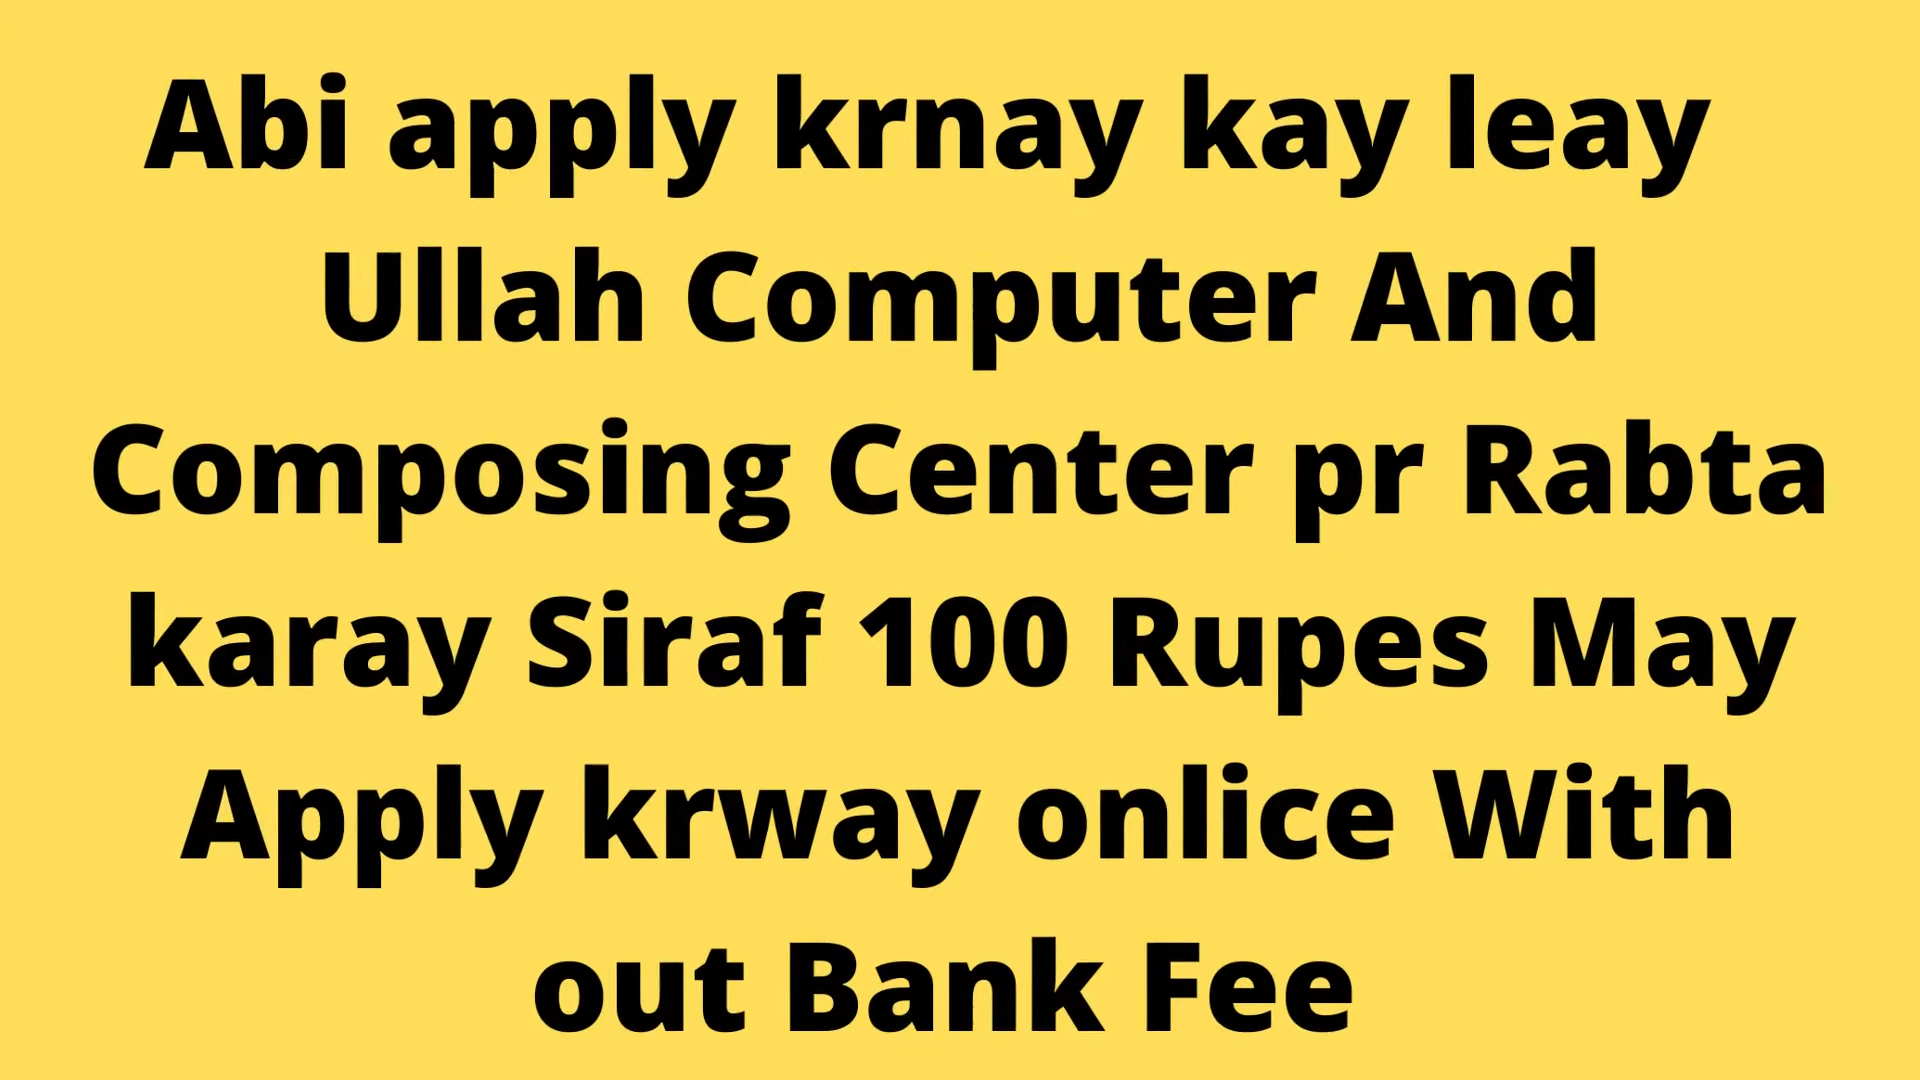 Abi apply krnay kay leay
Ullah Computer And
Composing Center pr Rabta
karay Siraf 100 Rupes May
Apply krway onlice With
out Bank Fee